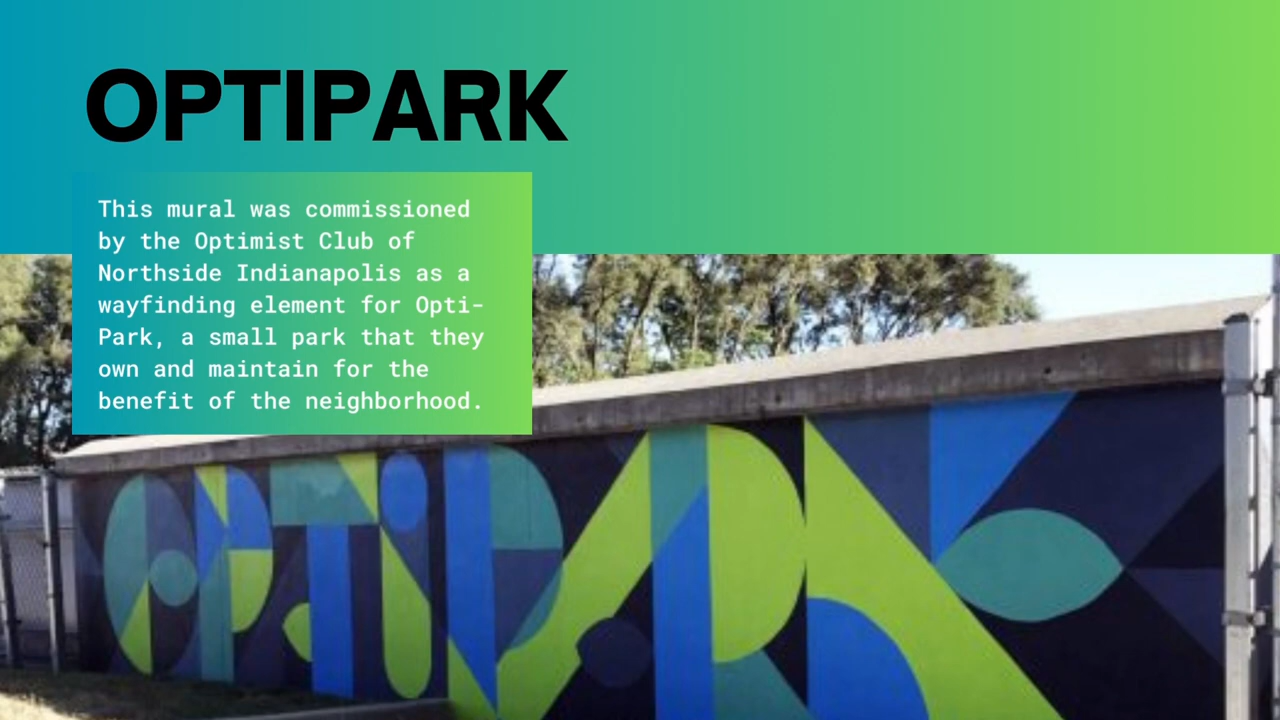 OPTIPARK
This mural was commissioned
by the Optimist Club of
Northside Indianapolis as a
wayfinding element for Opti-
Park, a small park that they
own and maintain for the
benefit of the neighborhood.
OPTiPARK